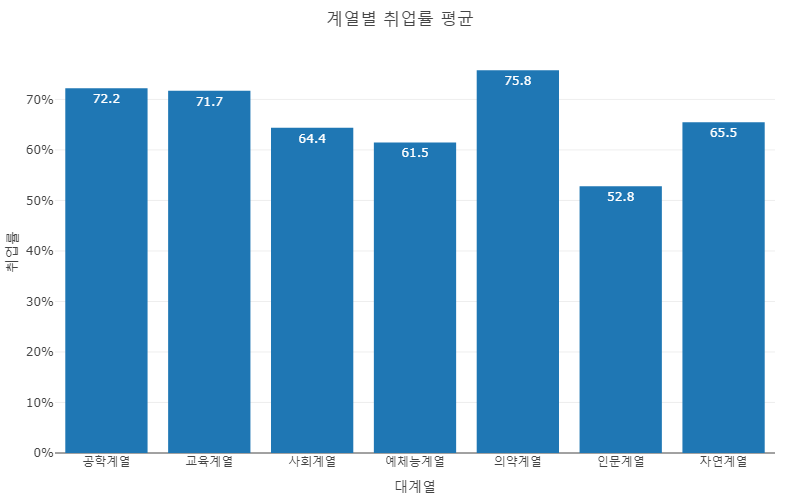 계열별 취업률 평균
취업률
70%
60%
50%
40%
30%
20%
10%
0%
72.2
71.7
64.4
61.5
75.8
52.8
65.5
공학계열
교육계열
사회계열
예체능계열
의약계열
인문계열
자연계열
대계열